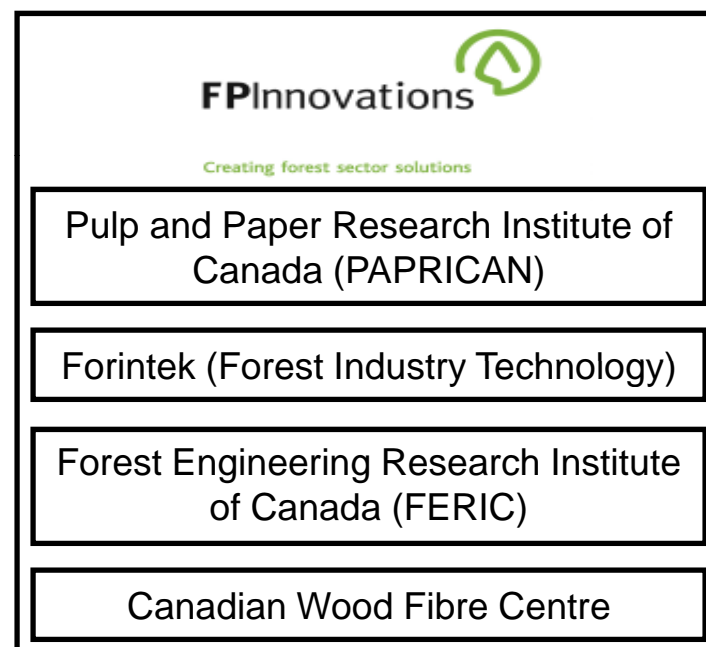 FPInnovations
Creating forest sector solutions
Pulp and Paper Research Institute of
Canada (PAPRICAN)
Forintek (Forest Industry Technology)
Forest Engineering Research Institute
of Canada (FERIC)
Canadian Wood Fibre Centre